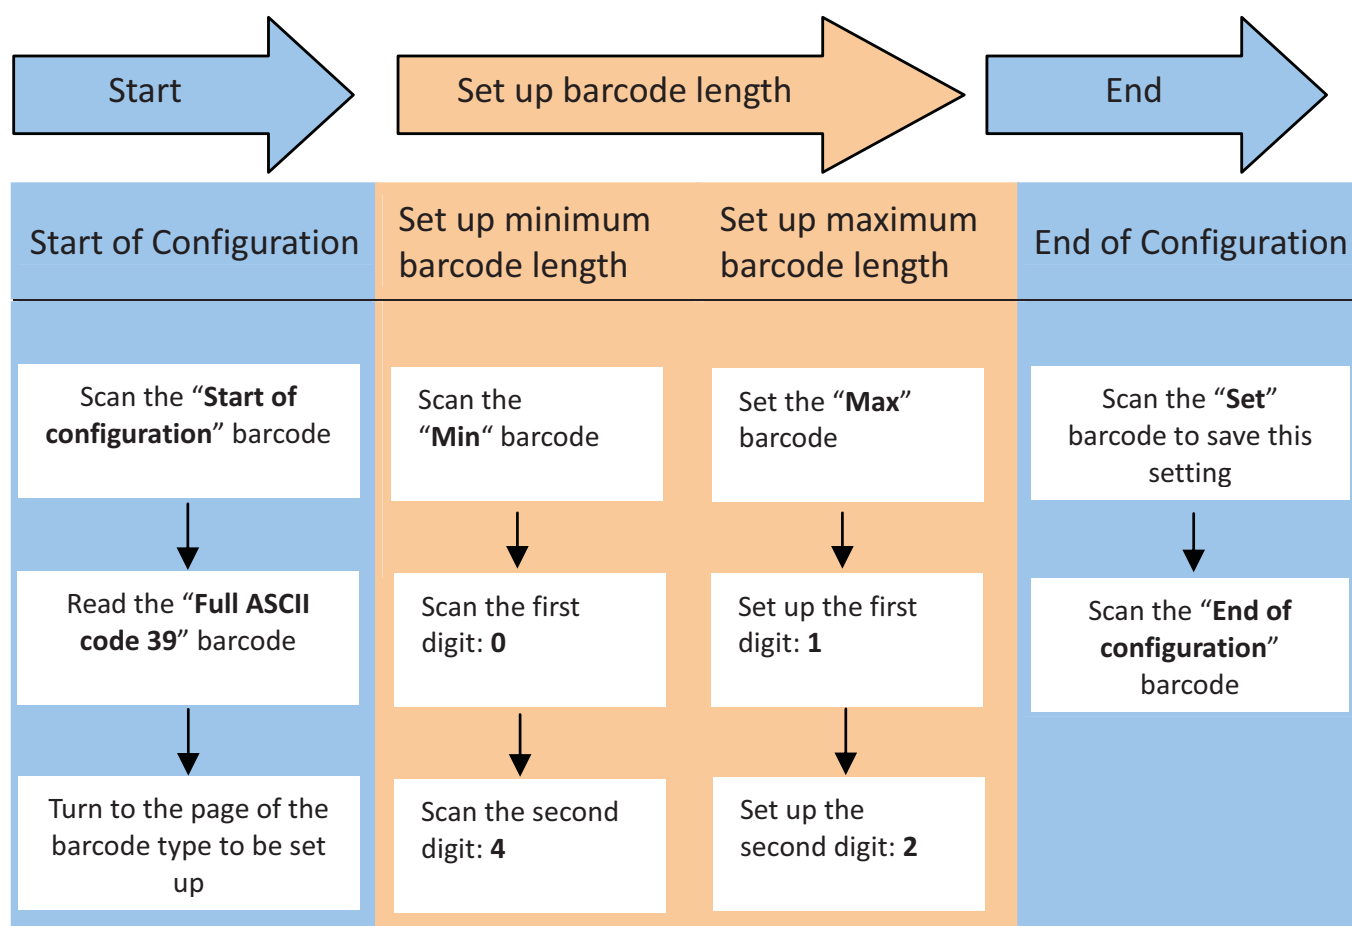 Start
Set up barcode length
End
Start of Configuration
Set up minimum
barcode length
Set up maximum
barcode length
End of Configuration
Scan the “Start of
configuration” barcode
Read the “Full ASCII
code 39” barcode
Turn to the page of the
barcode type to be set
up
Scan the
“Min“ barcode
Scan the first
digit: 0
Scan the second
digit: 4
Set the “Max”
barcode
Set up the first
digit: 1
Set up the
second digit: 2
Scan the “Set”
barcode to save this
setting
Scan the “End of
configuration”
barcode